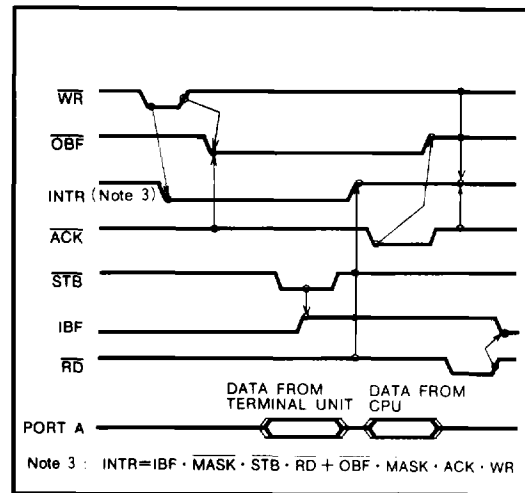 WR
OBF
INTR (Note 3)
ACK
STB
IBF
RD
DATA FROM TERMINAL UNIT
DATA FROM CPU
PORT A
Note 3 : INTR=IBF · MASK · STB · RD + OBF · MASK · ACK · WR